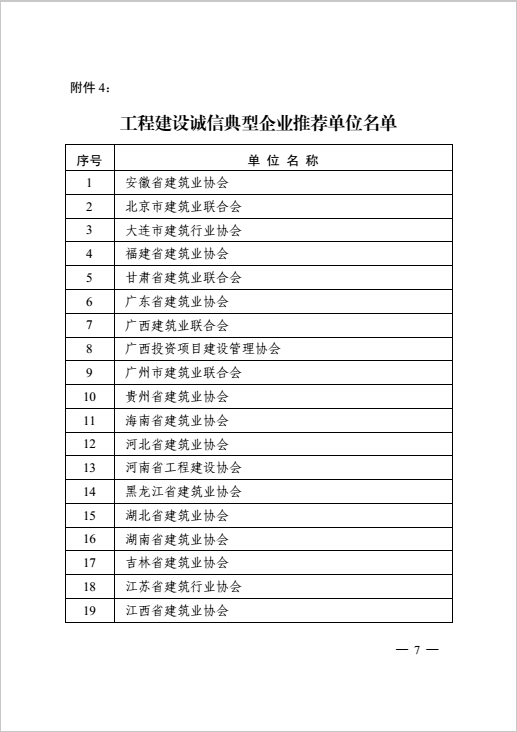 附件 4:
工程建设诚信典型企业推荐单位名单
序号 单 位 名 称
1 安徽省建筑业协会
2 北京市建筑业联合会
3 大连市建筑行业协会
4 福建省建筑业协会
5 甘肃省建筑业联合会
6 广东省建筑业协会
7 广西建筑业联合会
8 广西投资项目建设管理协会
9 广州市建筑业联合会
10 贵州省建筑业协会
11 海南省建筑业协会
12 河北省建筑业协会
13 河南省工程建设协会
14 黑龙江省建筑业协会
15 湖北省建筑业协会
16 湖南省建筑业协会
17 吉林省建筑业协会
18 江苏省建筑行业协会
19 江西省建筑业协会
— 7 —